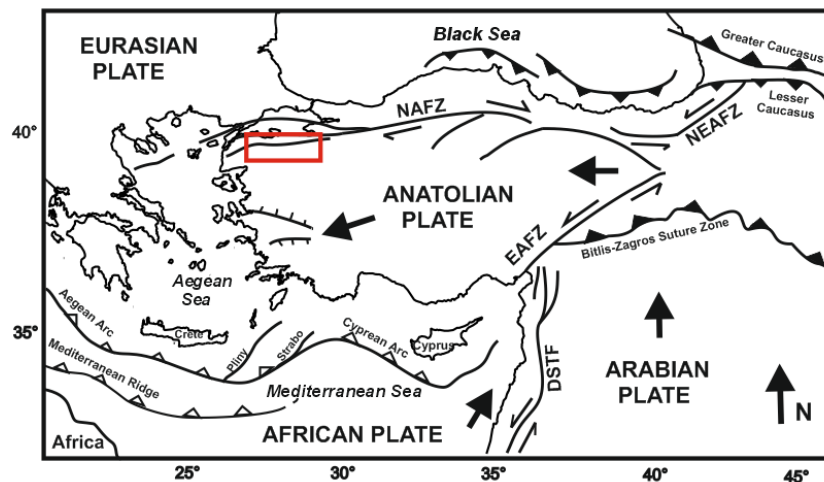 EURASIAN
PLATE
Black Sea
Greater Caucasus
Lesser
Caucasus
40°
40°
NAFZ
NEAFZ
ANATOLIAN
PLATE
EAFZ
Bitlis-Zagros Suture Zone
Aegean
Sea
35°
Aegean Arc
Crete
Pliny
Strabo
Cyprean Arc
Cyprus
DSTF
ARABIAN
PLATE
Mediterranean Ridge
Mediterranean Sea
N
Africa
AFRICAN PLATE
25°
30°
35°
40°
45°